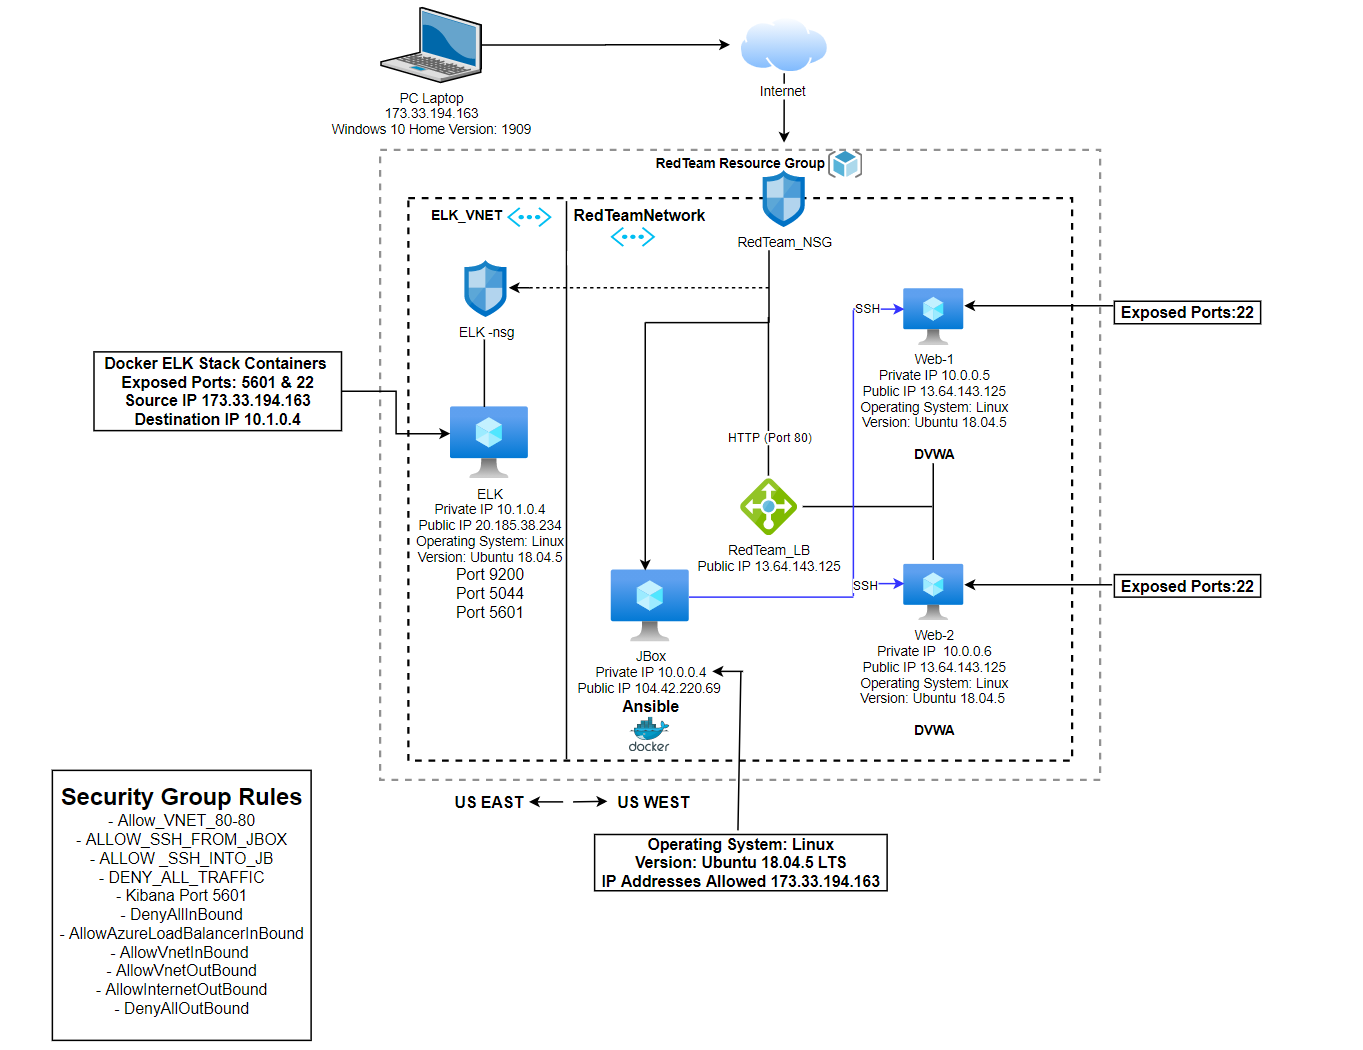 PC Laptop
173.33.194.163
Windows 10 Home Version: 1909
Internet
RedTeam Resource Group
ELK_VNET
RedTeamNetwork
RedTeam_NSG
ELK -nsg
Docker ELK Stack Containers
Exposed Ports: 5601 & 22
Source IP 173.33.194.163
Destination IP 10.1.0.4
ELK
Private IP 10.1.0.4
Public IP 20.185.38.234
Operating System: Linux
Version: Ubuntu 18.04.5
Port 9200
Port 5044
Port 5601
HTTP (Port 80)
RedTeam_LB
Public IP 13.64.143.125
SSH
Exposed Ports:22
Web-1
Private IP 10.0.0.5
Public IP 13.64.143.125
Operating System: Linux
Version: Ubuntu 18.04.5
DVWA
SSH
Exposed Ports:22
Web-2
Private IP  10.0.0.6
Public IP 13.64.143.125
Operating System: Linux
Version: Ubuntu 18.04.5
DVWA
JBox
Private IP 10.0.0.4
Public IP 104.42.220.69
Ansible
docker
US EAST
US WEST
Operating System: Linux
Version: Ubuntu 18.04.5 LTS
IP Addresses Allowed 173.33.194.163
Security Group Rules
- Allow_VNET_80-80
- ALLOW_SSH_FROM_JBOX
- ALLOW _SSH_INTO_JB
- DENY_ALL_TRAFFIC
- Kibana Port 5601
- DenyAllInBound
- AllowAzureLoadBalancerInBound
- AllowVnetInBound
- AllowVnetOutBound
- AllowInternetOutBound
- DenyAllOutBound